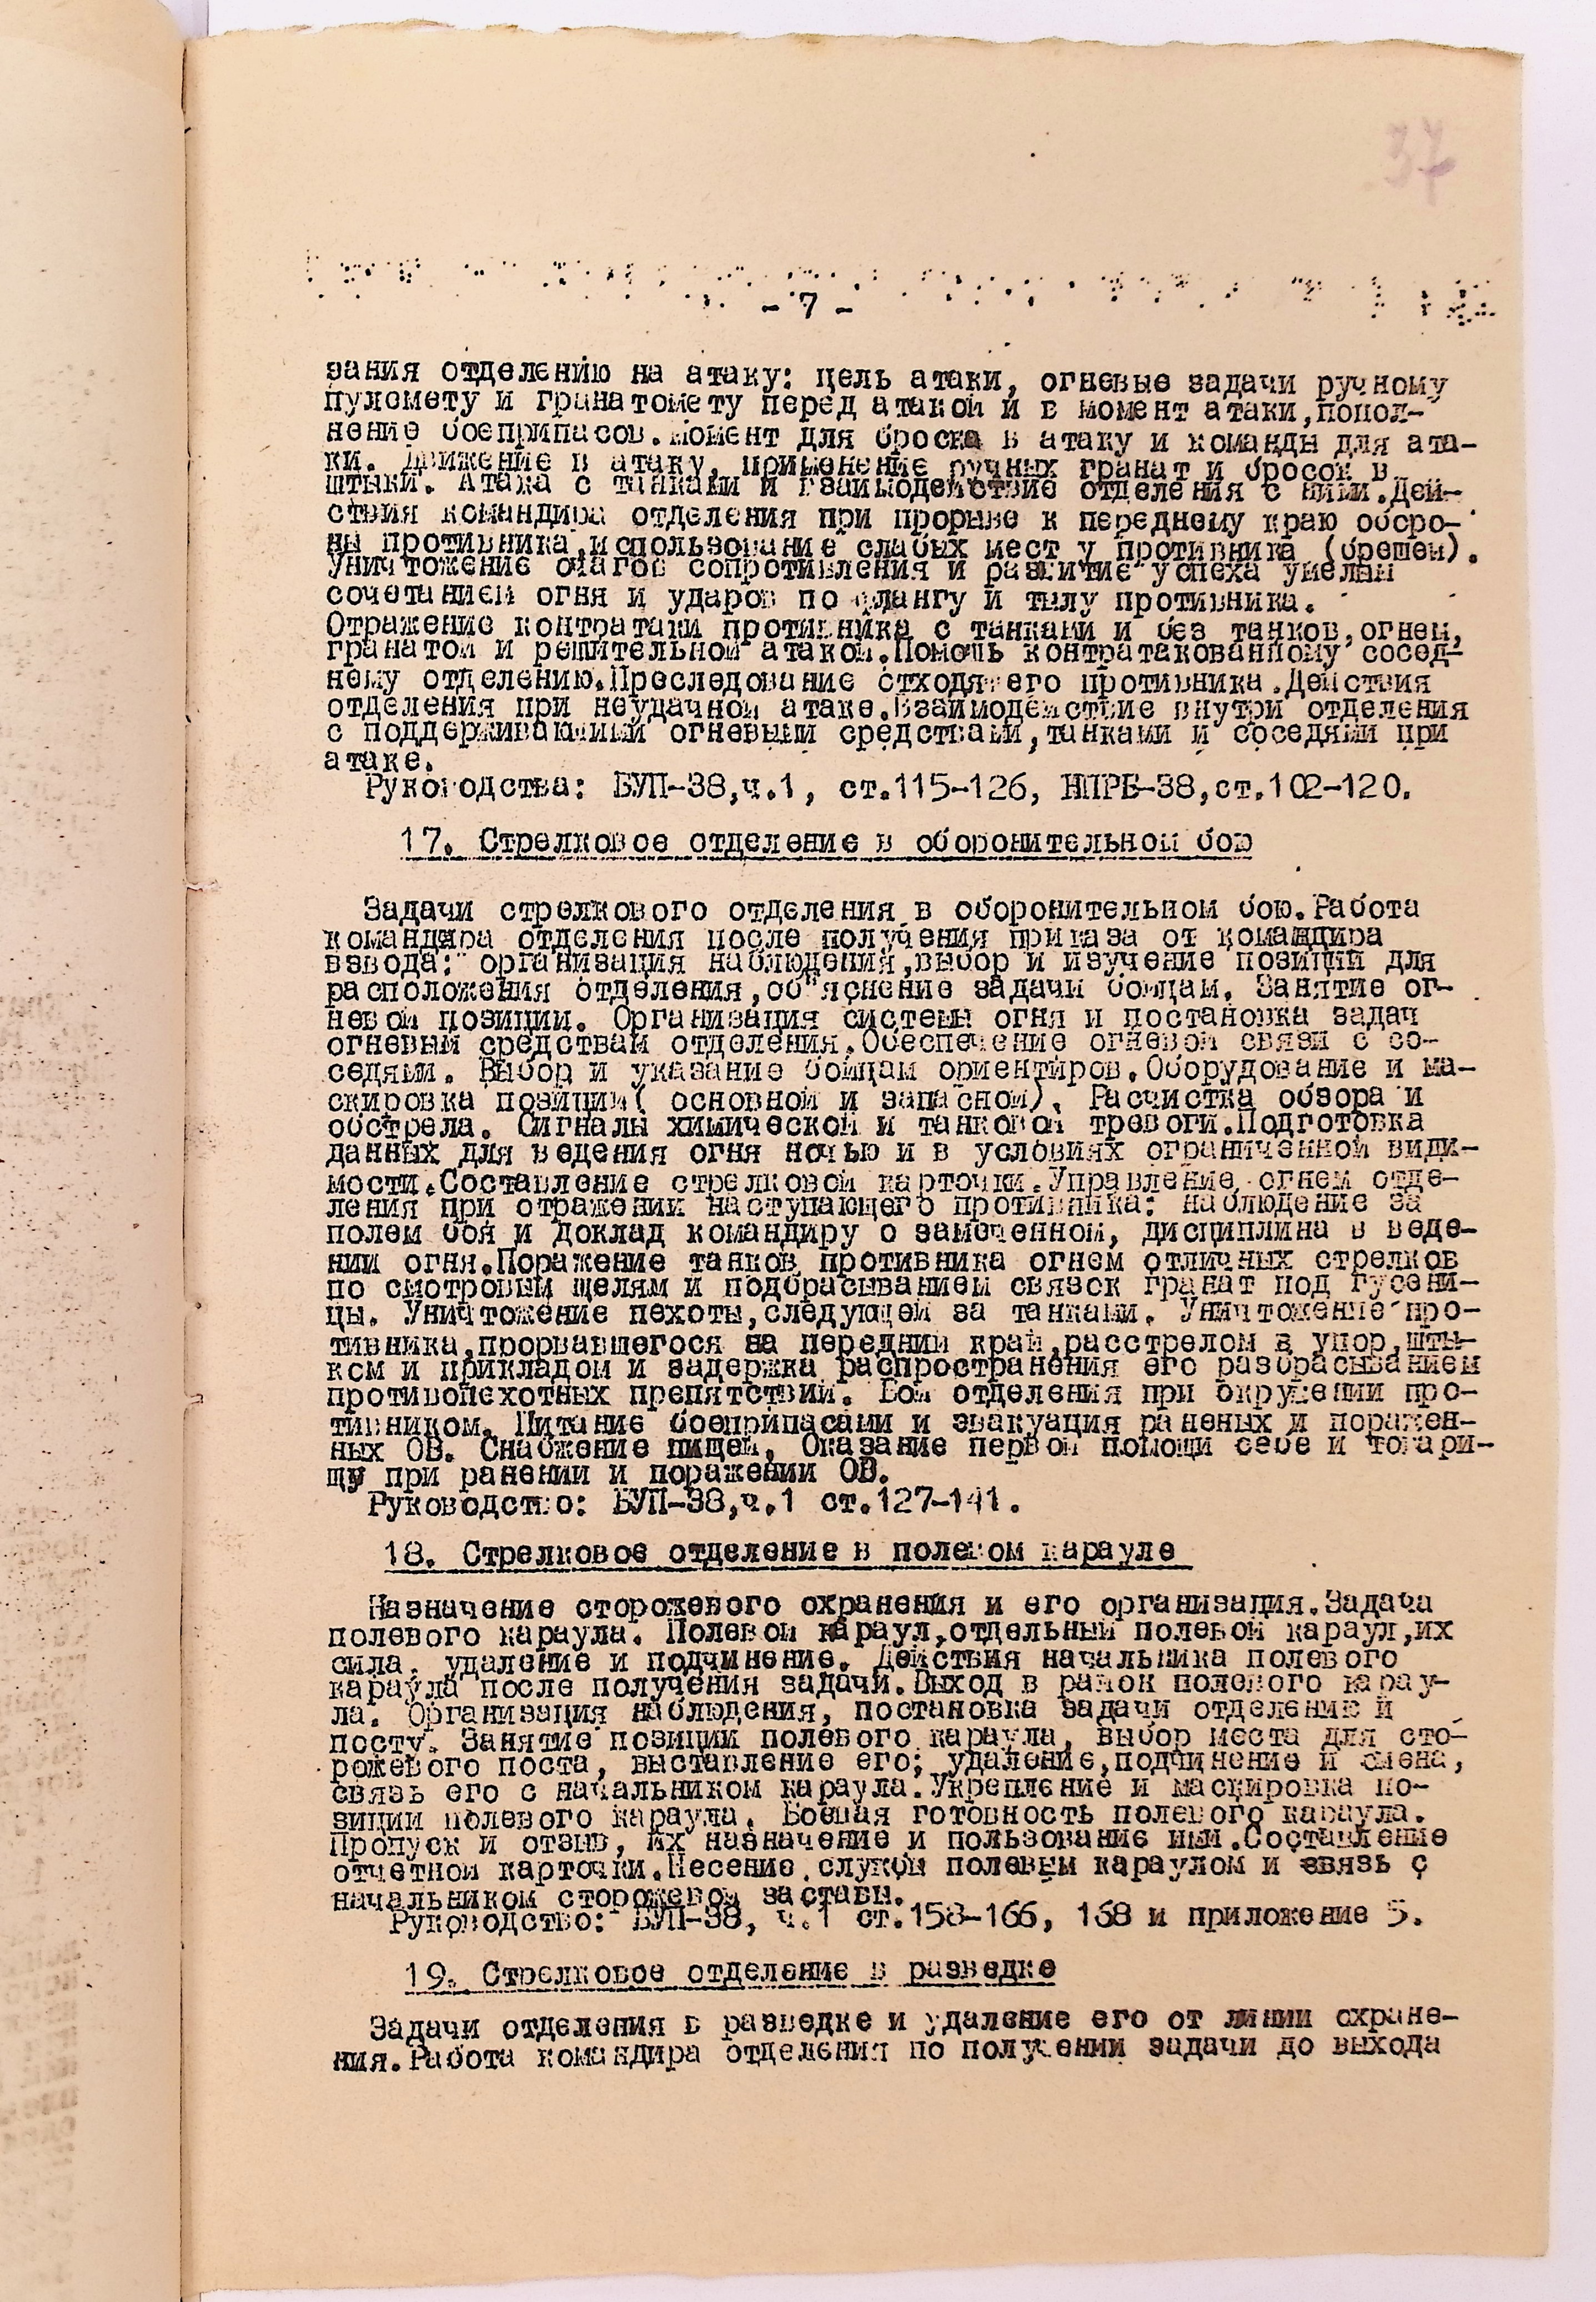 37
- 7 -
зания отделению на атаку: цель атаки, огневые задачи ручному
пулемету и гранатомету перед атакой и в момент атаки,попол-
нение боеприпасов.Момент для броска в атаку и команды для ата-
ки. Движение в атаку, применение ручных гранат и бросок в
штыки. Атака с танками и взаимодействие отделения с ними.Дей-
ствия командира отделения при прорыве к переднему краю оборо-
ны противника,использование слабых мест у противника (брешей).
Уничтожение очагов сопротивления и развитие успеха умелым
сочетанием огня и ударов по флангу и тылу противника.
Отражение контратаки противника с танками и без танков,огнем,
гранатой и решительной атакой.Помощь контратакованному сосед-
нему отделению.Преследование отходящего противника.Действия
отделения при неудачной атаке.Взаимодействие внутри отделения
с поддерживающими огневыми средствами,танками и соседями при
атаке.
Руководства: БУП-38,ч.1, ст.115-126, НПРБ-38,ст.102-120.
17. Стрелковое отделение в оборонительной бою
Задачи стрелкового отделения в оборонительном бою.Работа
командира отделения после получения приказа от командира
взвода: организация наблюдения,выбор и изучение позиции для
расположения отделения,об"яснение задачи бойцам. Занятие ог-
невой позиции. Организация системы огня и постановка задач
огневым средствам отделения.Обеспечение огневой связи с со-
седями. Выбор и указание бойцам ориентиров.Оборудование и ма-
скировка позиции( основной и запасной). Расчистка обзора и
обстрела. Сигналы химической и танковой тревоги.Подготовка
данных для ведения огня ночью и в условиях ограниченной види-
мости.Составление стрелковой карточки.Управление огнем отде-
ления при отражении наступающего противника: наблюдение за
полем боя и доклад командиру о замеченном, дисциплина в веде-
нии огня.Поражение танков противника огнем отличных стрелков
по смотровым щелям и подбрасыванием связок гранат под гусени-
цы. Уничтожение пехоты,следующей за танками. Уничтожение про-
тивника,прорвавшегося на передний край,расстрелом в упор,шты-
ком и прикладом и задержка распространения его разбрасыванием
противопехотных препятствий. Бой отделения при окружении про-
тивником. Питание боеприпасами и эвакуация раненых и поражен-
ных ОВ. Снабжение пищей. Оказание первой помощи себе и товари-
щу при ранении и поражении ОВ.
Руководство: БУП-38,ч.1 ст.127-141.
18. Стрелковое отделение в полевом карауле
Назначение сторожевого охранения и его организация.Задача
полевого караула. Полевой караул,отдельный полевой караул,их
сила, удаление и подчинение. Действия начальника полевого
караула после получения задачи.Выход в район полевого карау-
ла. Организация наблюдения, постановка задачи отделению и
посту. Занятие позиции полевого караула, выбор места для сто-
рожевого поста, выставление его; удаление,подчинение и смена,
связь его с начальником караула.Укрепление и маскировка по-
зиции полевого караула. Боевая готовность полевого караула.
Пропуск и отзыв, их назначение и пользование ими.Составление
отчетной карточки.Несение службы полевым караулом и связь с
начальником сторожевой заставы.
Руководство: БУП-38, ч.1 ст.158-166, 168 и приложение 5.
19. Стрелковое отделение в разведке
Задачи отделения в разведке и удаление его от линии охране-
ния.Работа командира отделения по получении задачи до выхода